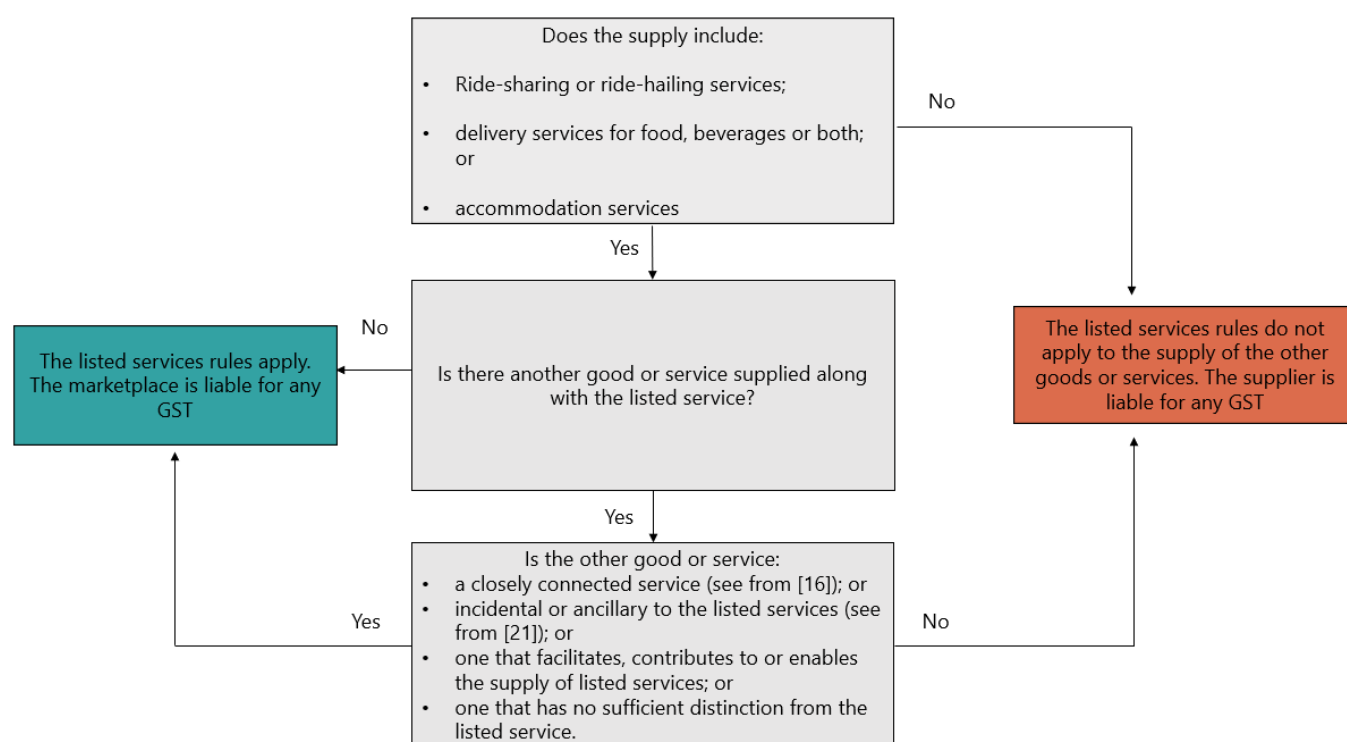 Does the supply include:
• Ride-sharing or ride-hailing services;
• delivery services for food, beverages or both;
or
• accommodation services
No
Yes
No
The listed services rules apply.
The marketplace is liable for any
GST
Is there another good or service supplied along
with the listed service?
The listed services rules do not
apply to the supply of the other
goods or services. The supplier is
liable for any GST
Yes
Is the other good or service:
• a closely connected service (see from [16]); or
• incidental or ancillary to the listed services (see
from [21]); or
• one that facilitates, contributes to or enables
the supply of listed services; or
• one that has no sufficient distinction from the
listed service.
Yes
No